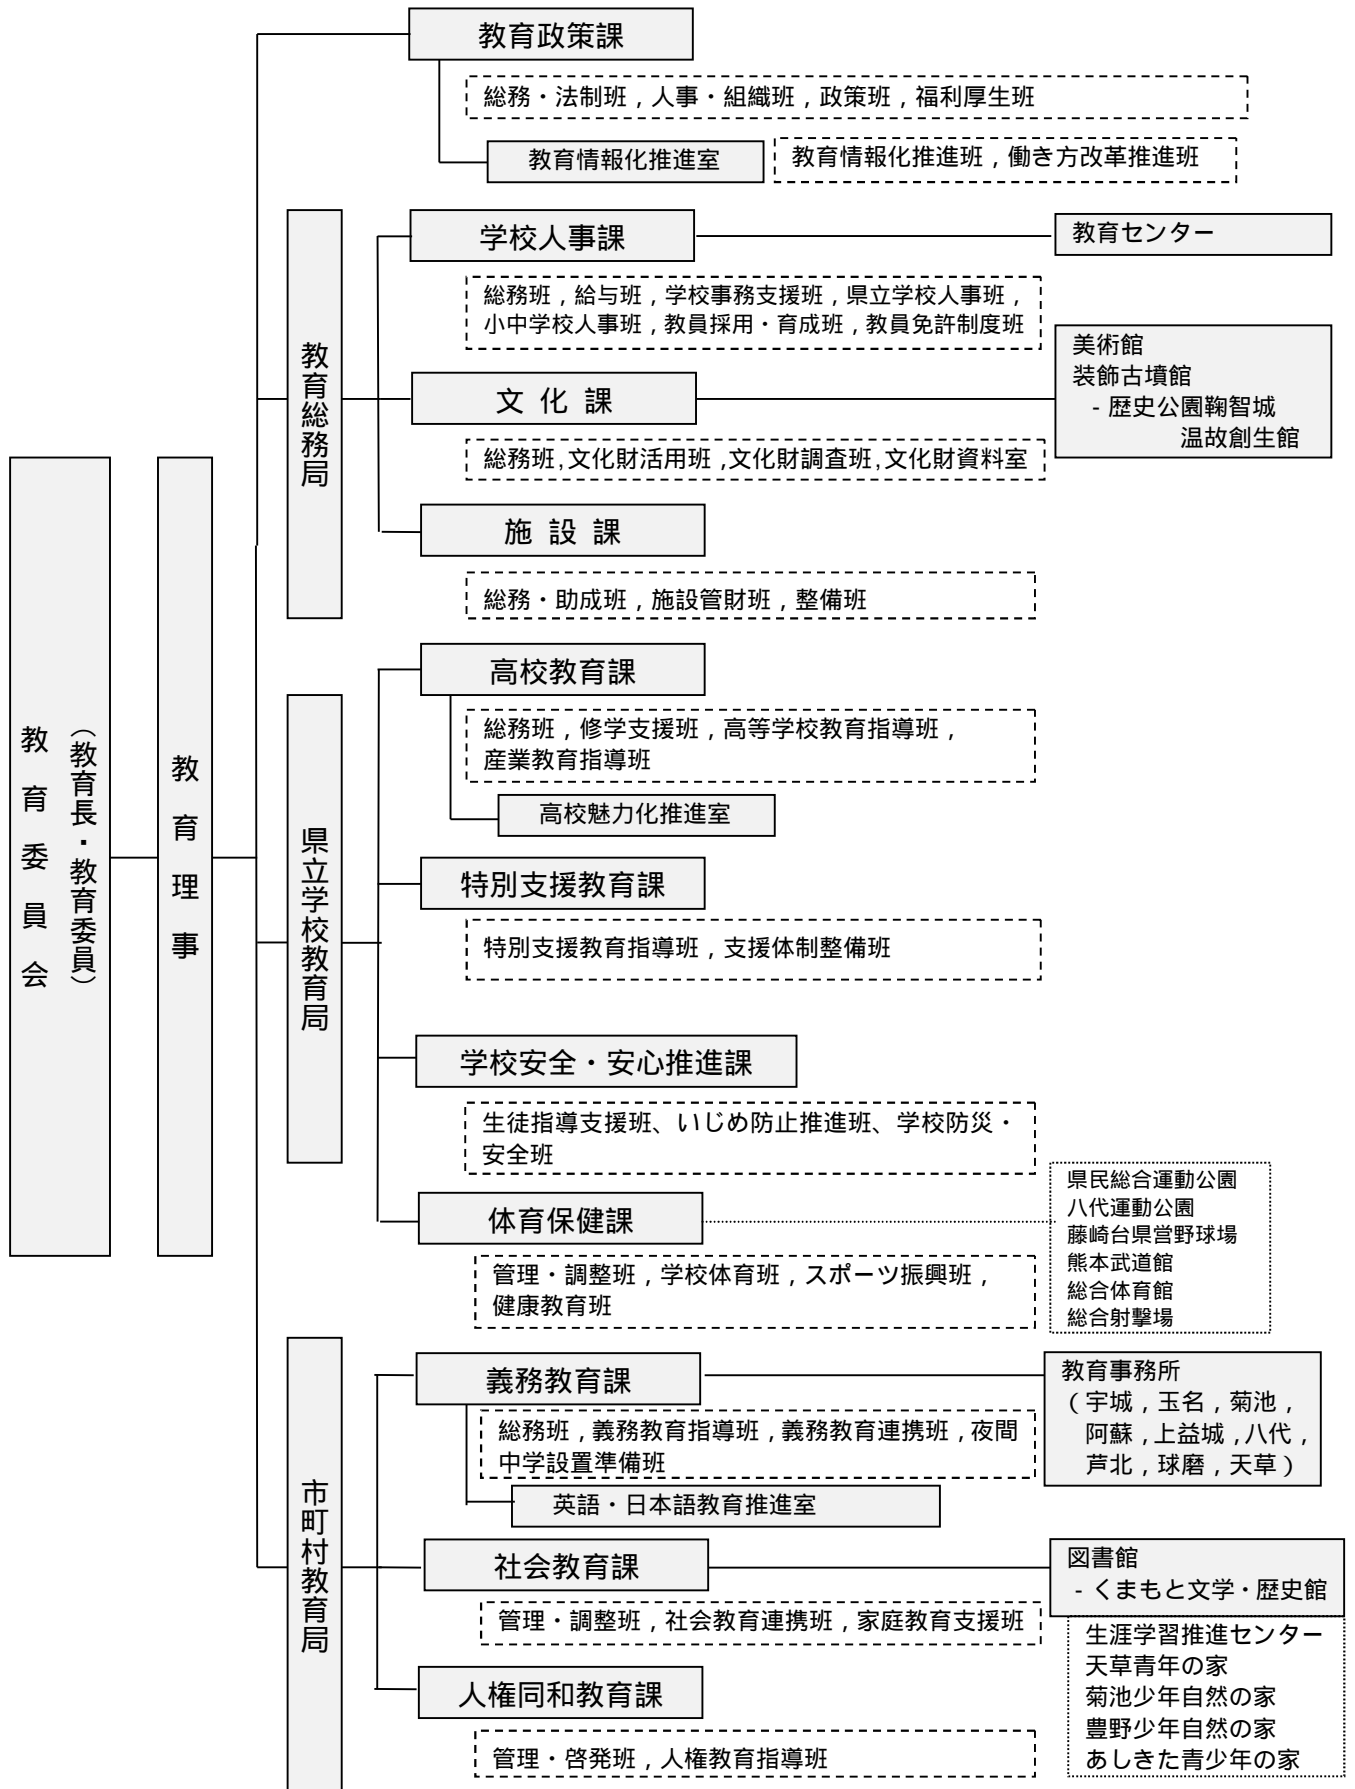 教育委員会
（教育長・教育委員）
教育理事
教育政策課
総務・法制班，人事・組織班，政策班，福利厚生班
教育情報化推進室
教育情報化推進班，働き方改革推進班
教育総務局
学校人事課
教育センター
総務班，給与班，学校事務支援班，県立学校人事班，
小中学校人事班，教員採用・育成班，教員免許制度班
文化課
美術館
装飾古墳館
- 歴史公園鞠智城
温故創生館
総務班,文化財活用班,文化財調査班,文化財資料室
施設課
総務・助成班，施設管財班，整備班
県立学校教育局
高校教育課
総務班，修学支援班，高等学校教育指導班，
産業教育指導班
高校魅力化推進室
特別支援教育課
特別支援教育指導班，支援体制整備班
学校安全・安心推進課
生徒指導支援班、いじめ防止推進班、学校防災・
安全班
体育保健課
県民総合運動公園
八代運動公園
藤崎台県営野球場
熊本武道館
総合体育館
総合射撃場
管理・調整班，学校体育班，スポーツ振興班，
健康教育班
市町村教育局
義務教育課
教育事務所
（宇城，玉名，菊池，
阿蘇，上益城，八代，
芦北，球磨，天草）
総務班，義務教育指導班，義務教育連携班，夜間
中学設置準備班
英語・日本語教育推進室
社会教育課
図書館
- くまもと文学・歴史館
管理・調整班，社会教育連携班，家庭教育支援班
生涯学習推進センター
天草青年の家
菊池少年自然の家
豊野少年自然の家
あしきた青少年の家
人権同和教育課
管理・啓発班，人権教育指導班